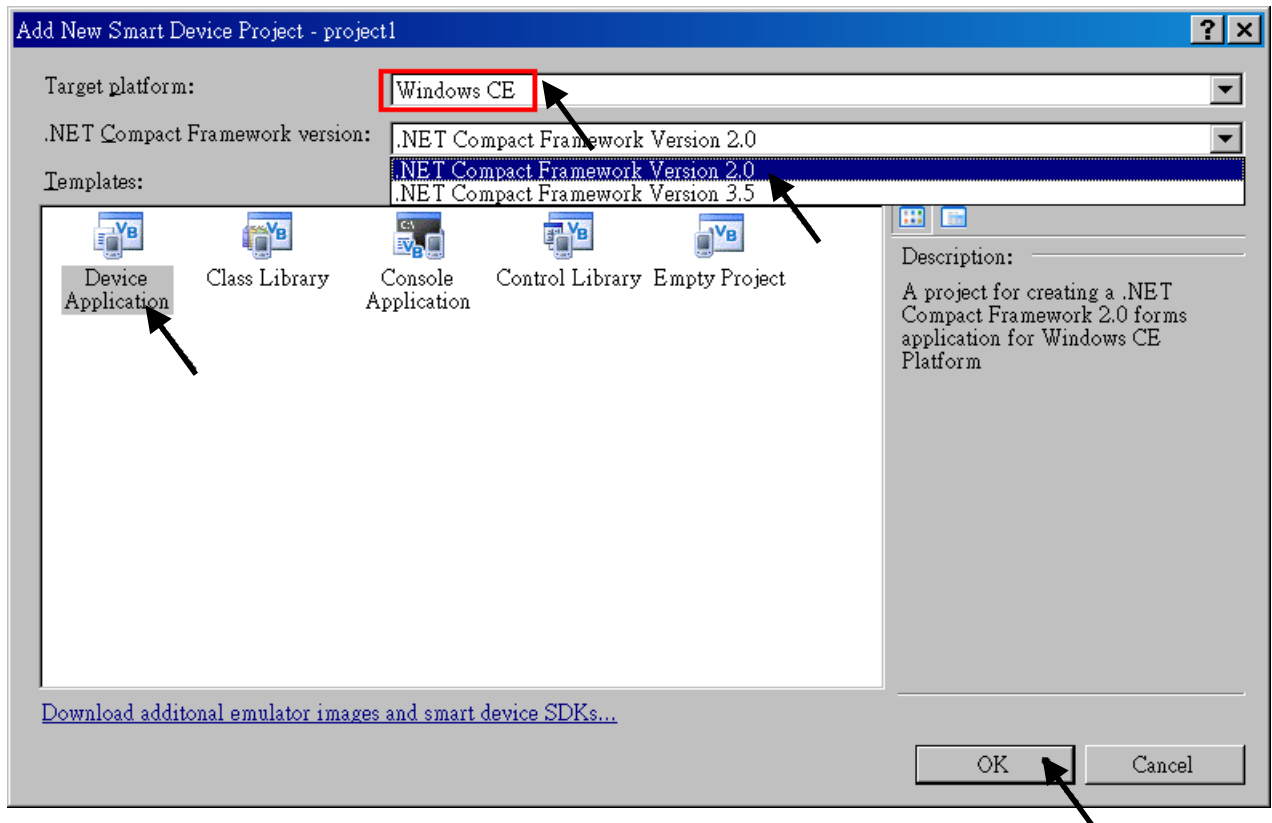 Add New Smart Device Project - project1
Target platform:
Windows CE
.NET Compact Framework version:
.NET Compact Framework Version 2.0
.NET Compact Framework Version 2.0
.NET Compact Framework Version 3.5
Templates:
Device
Application
Class Library
Console
Application
Control Library
Empty Project
Description:
A project for creating a .NET
Compact Framework 2.0 forms
application for Windows CE
Platform
Download additonal emulator images and smart device SDKs...
OK
Cancel